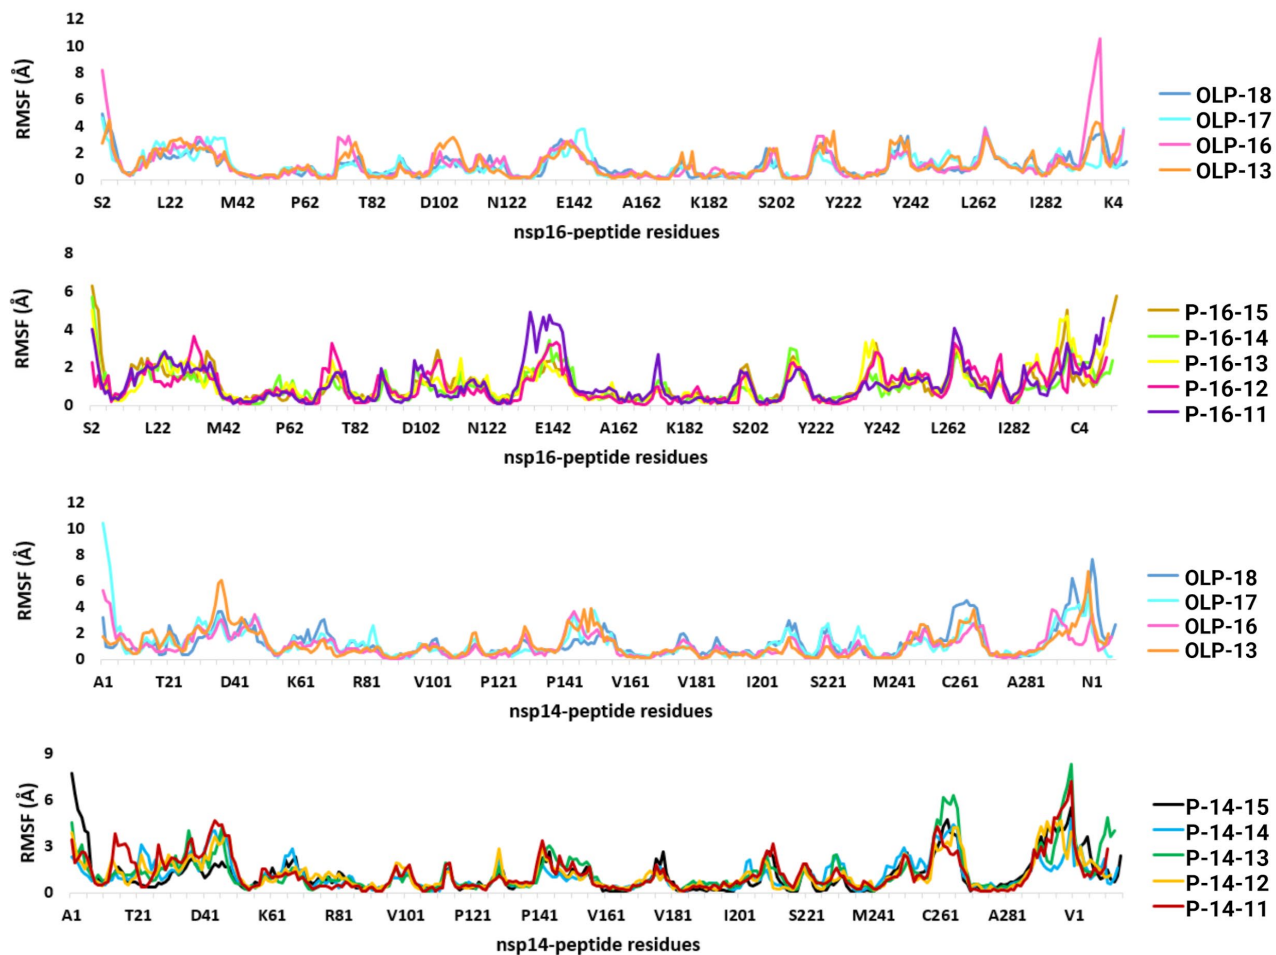 12
10
8
6
4
2
0
RMSF (Å)
S2 L22 M42 P62 T82 D102 N122 E142 A162 K182 S202 Y222 Y242 L262 I282 K4
nsp16-peptide residues
OLP-18
OLP-17
OLP-16
OLP-13
8
6
4
2
0
RMSF (Å)
S2 L22 M42 P62 T82 D102 N122 E142 A162 K182 S202 Y222 Y242 L262 I282 C4
nsp16-peptide residues
P-16-15
P-16-14
P-16-13
P-16-12
P-16-11
12
10
8
6
4
2
0
RMSF (Å)
A1 T21 D41 K61 R81 V101 P121 P141 V161 V181 I201 S221 M241 C261 A281 N1
nsp14-peptide residues
OLP-18
OLP-17
OLP-16
OLP-13
9
6
3
0
RMSF (Å)
A1 T21 D41 K61 R81 V101 P121 P141 V161 V181 I201 S221 M241 C261 A281 V1
nsp14-peptide residues
P-14-15
P-14-14
P-14-13
P-14-12
P-14-11